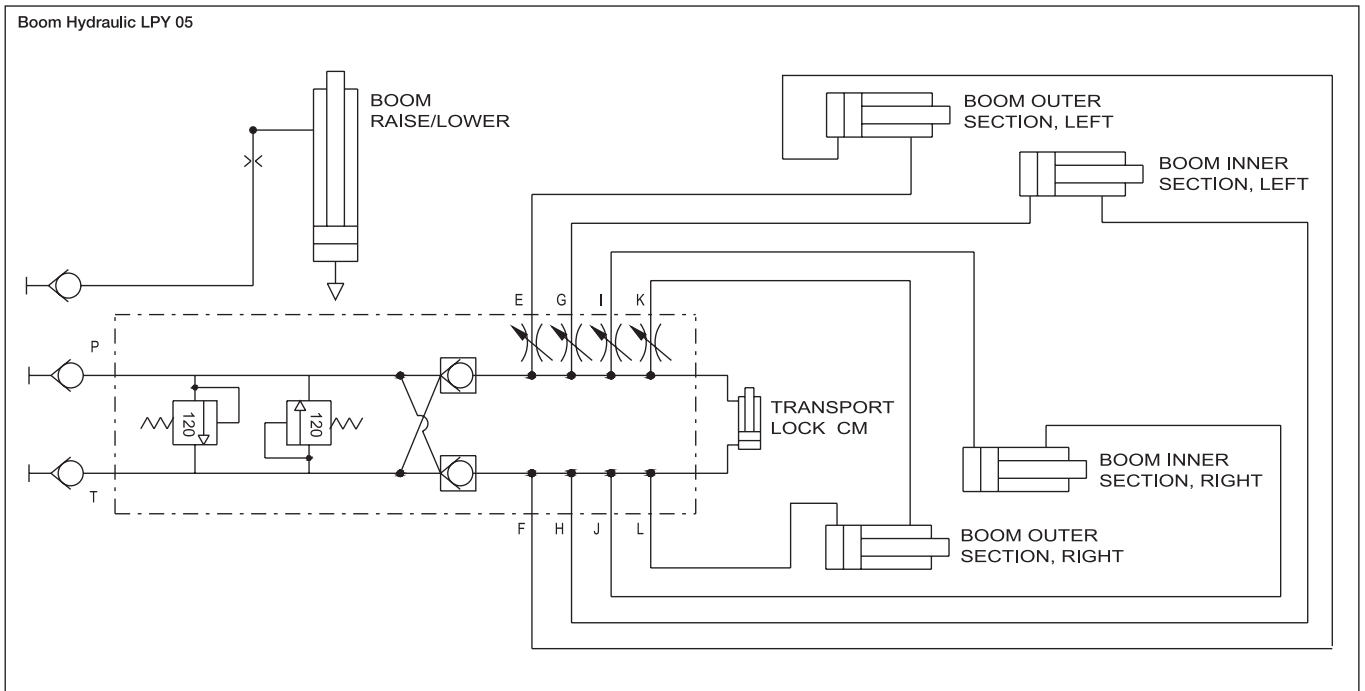 Boom Hydraulic LPY 05
BOOM
RAISE/LOWER
BOOM OUTER
SECTION, LEFT
BOOM INNER
SECTION, LEFT
E G I K
P
120
120
TRANSPORT
LOCK CM
T
F H J L
BOOM INNER
SECTION, RIGHT
BOOM OUTER
SECTION, RIGHT